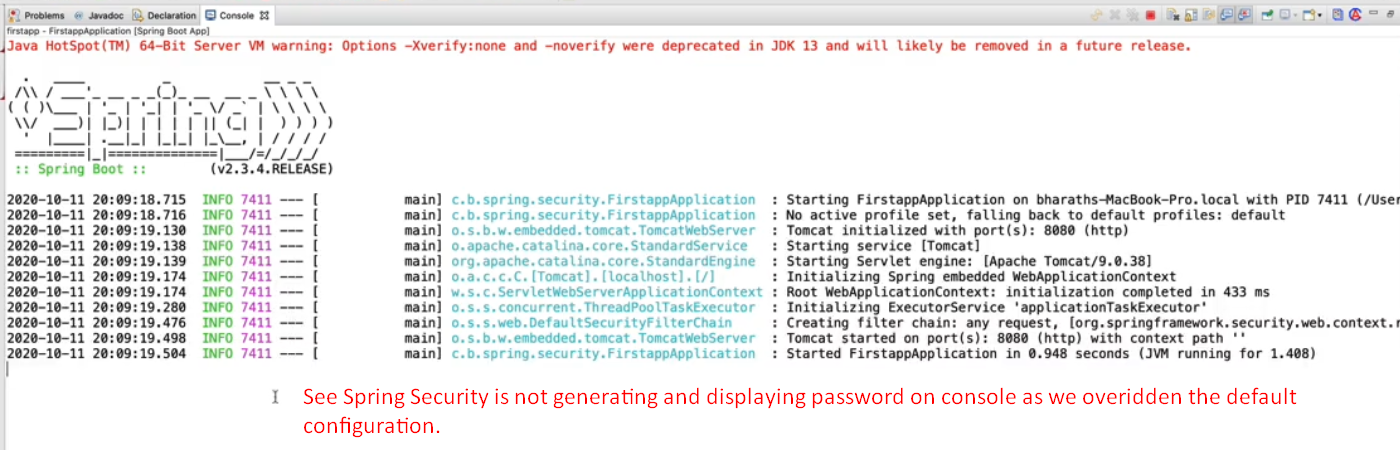 Problems Javadoc Declaration Console
firstapp - FirstappApplication [Spring Boot App]
Java HotSpot(TM) 64-Bit Server VM warning: Options -Xverify:none and -noverify were deprecated in JDK 13 and will likely be removed in a future release.
Spring
:: Spring Boot :: (v2.3.4.RELEASE)
2020-10-11 20:09:18.715 INFO 7411 --- [ main] c.b.spring.security.FirstappApplication : Starting FirstappApplication on bharaths-MacBook-Pro.local with PID 7411 (/User
2020-10-11 20:09:18.716 INFO 7411 --- [ main] c.b.spring.security.FirstappApplication : No active profile set, falling back to default profiles: default
2020-10-11 20:09:19.130 INFO 7411 --- [ main] o.s.b.w.embedded.tomcat.TomcatWebServer : Tomcat initialized with port(s): 8080 (http)
2020-10-11 20:09:19.138 INFO 7411 --- [ main] o.apache.catalina.core.StandardService : Starting service [Tomcat]
2020-10-11 20:09:19.139 INFO 7411 --- [ main] org.apache.catalina.core.StandardEngine : Starting Servlet engine: [Apache Tomcat/9.0.38]
2020-10-11 20:09:19.174 INFO 7411 --- [ main] o.a.c.c.C.[Tomcat].[localhost].[/] : Initializing Spring embedded WebApplicationContext
2020-10-11 20:09:19.174 INFO 7411 --- [ main] w.s.c.ServletWebServerApplicationContext : Root WebApplicationContext: initialization completed in 433 ms
2020-10-11 20:09:19.280 INFO 7411 --- [ main] o.s.s.concurrent.ThreadPoolTaskExecutor : Initializing ExecutorService 'applicationTaskExecutor'
2020-10-11 20:09:19.476 INFO 7411 --- [ main] o.s.s.web.DefaultSecurityFilterChain : Creating filter chain: any request, [org.springframework.security.web.context.r
2020-10-11 20:09:19.498 INFO 7411 --- [ main] o.s.b.w.embedded.tomcat.TomcatWebServer : Tomcat started on port(s): 8080 (http) with context path ''
2020-10-11 20:09:19.504 INFO 7411 --- [ main] c.b.spring.security.FirstappApplication : Started FirstappApplication in 0.948 seconds (JVM running for 1.408)
See Spring Security is not generating and displaying password on console as we overidden the default
configuration.